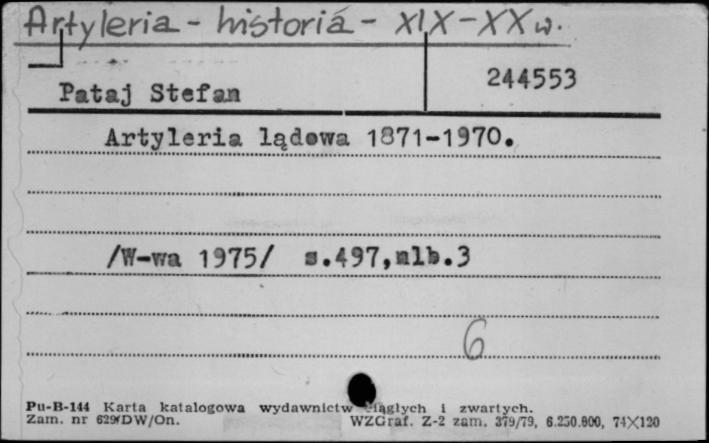 Artyleria - historia - XIX-XX w.
244553
Pataj Stefan
Artyleria lądowa 1871-1970.
/W-wa 1975/ s.497,nlb.3
6
Pu-B-144 Karta katalogowa wydawnictw ciągłych i zwartych.
Zam. nr 629/DW/On. WZGraf. Z-2 zam. 379/79, 6.250.000, 74X120